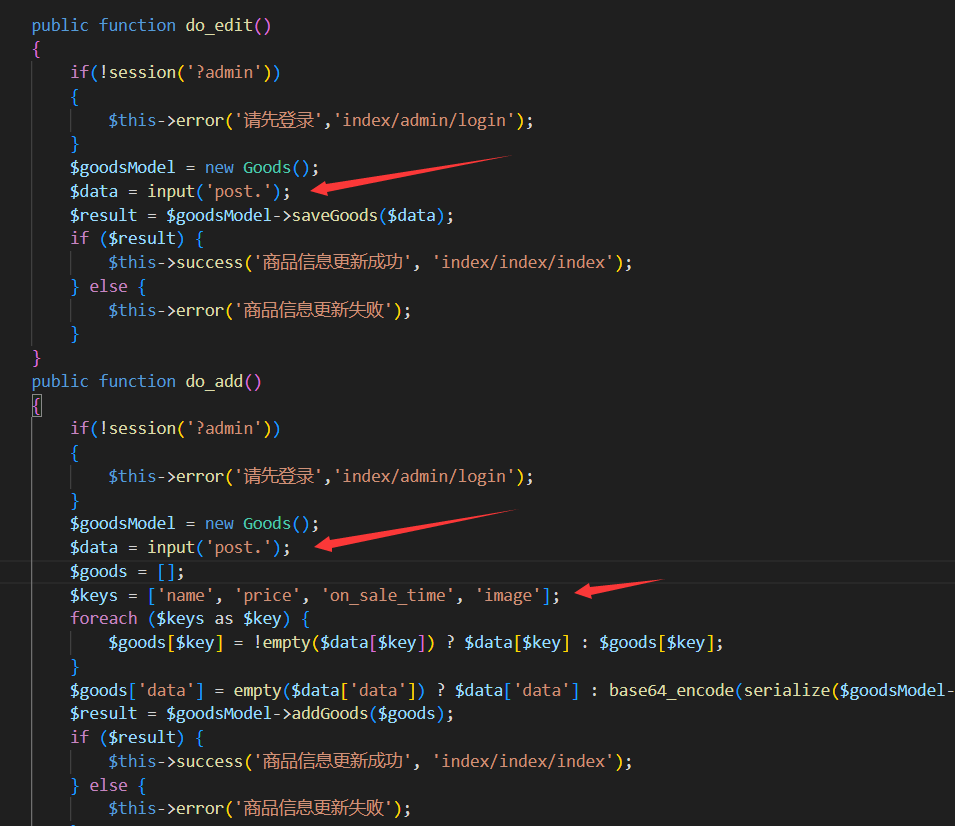 public function do_edit()
{
if(!session('?admin'))
{
$this->error('请先登录','index/admin/login');
}
$goodsModel = new Goods();
$data = input('post.');
$result = $goodsModel->saveGoods($data);
if ($result) {
$this->success('商品信息更新成功', 'index/index/index');
} else {
$this->error('商品信息更新失败');
}
}
public function do_add()
{
if(!session('?admin'))
{
$this->error('请先登录','index/admin/login');
}
$goodsModel = new Goods();
$data = input('post.');
$goods = [];
$keys = ['name', 'price', 'on_sale_time', 'image'];
foreach ($keys as $key) {
$goods[$key] = !empty($data[$key]) ? $data[$key] : $goods[$key];
}
$goods['data'] = empty($data['data']) ? $data['data'] : base64_encode(serialize($goodsModel-
$result = $goodsModel->addGoods($goods);
if ($result) {
$this->success('商品信息更新成功', 'index/index/index');
} else {
$this->error('商品信息更新失败');